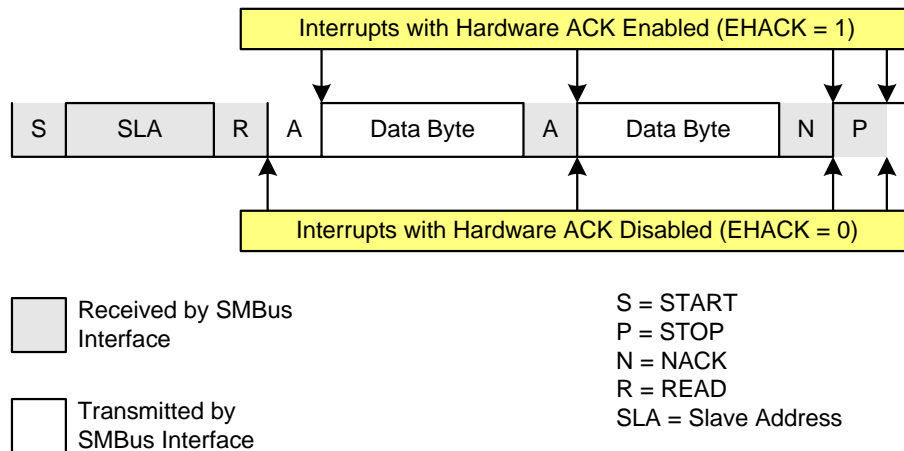 Interrupts with Hardware ACK Enabled (EHACK = 1)
S SLA R A Data Byte A Data Byte N P
Interrupts with Hardware ACK Disabled (EHACK = 0)
Received by SMBus
Interface
Transmitted by
SMBus Interface
S = START
P = STOP
N = NACK
R = READ
SLA = Slave Address